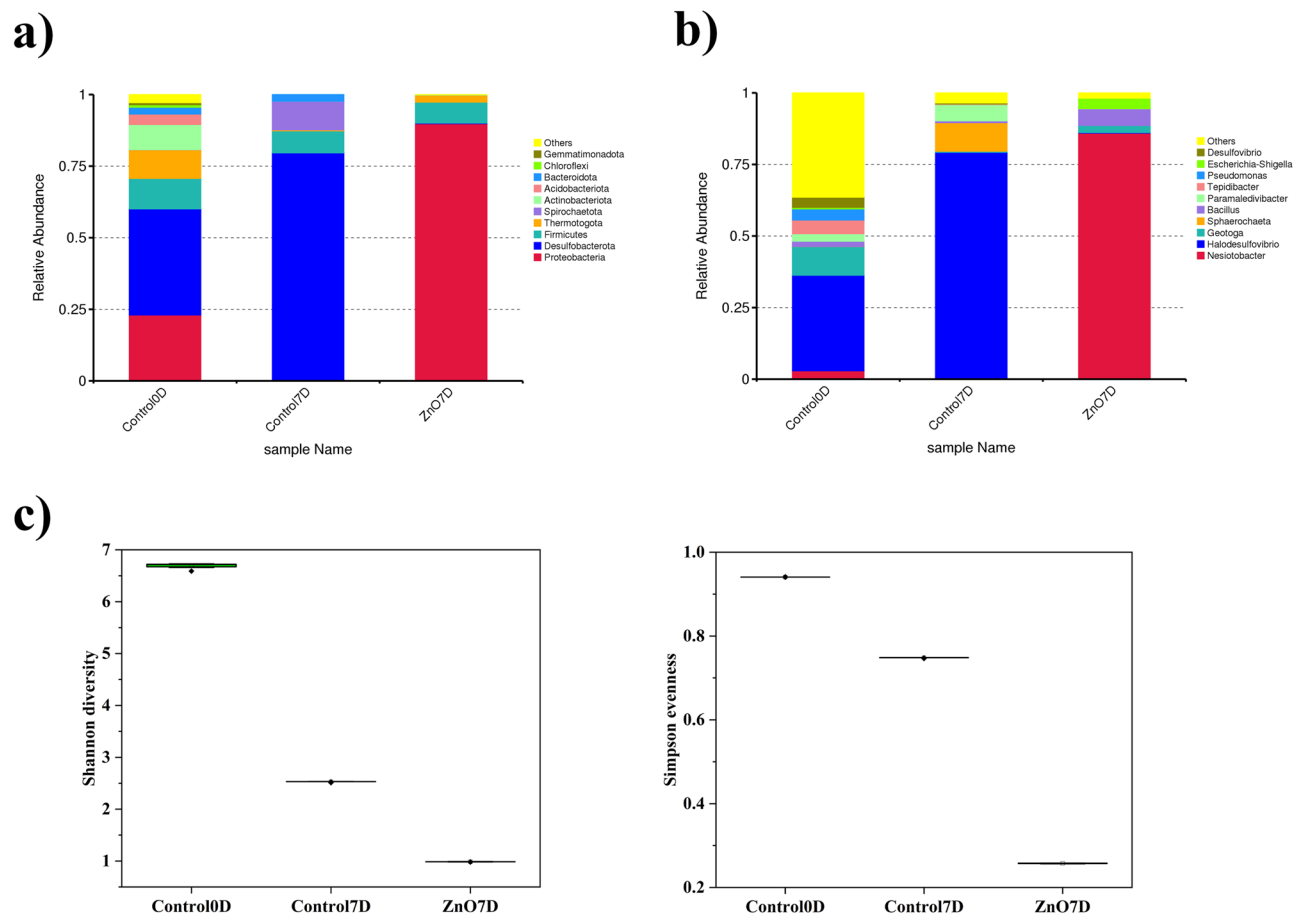 a)
1
0.75
0.5
0.25
0
Relative Abundance
Control0D
Control7D
ZnO7D
sample Name
Others
Gemmatimonadota
Chloroflexi
Bacteroidota
Acidobacteriota
Actinobacteriota
Spirochaetota
Thermotogota
Firmicutes
Desulfobacterota
Proteobacteria
b)
1
0.75
0.5
0.25
0
Relative Abundance
Control0D
Control7D
ZnO7D
sample Name
Others
Desulfovibrio
Escherichia-Shigella
Pseudomonas
Tepidibacter
Paramaledivibacter
Bacillus
Sphaerochaeta
Geotoga
Halodesulfovibrio
Nesiotobacter
c)
7
6
5
4
3
2
1
Shannon diversity
Control0D
Control7D
ZnO7D
1.0
0.8
0.6
0.4
0.2
Simpson evenness
Control0D
Control7D
ZnO7D